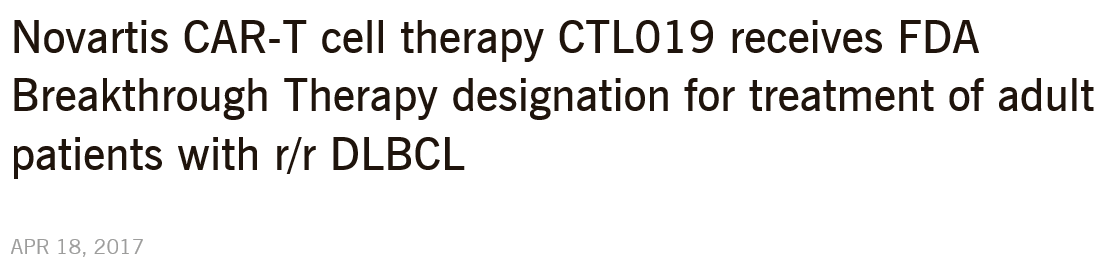 Novartis CAR-T cell therapy CTL019 receives FDA
Breakthrough Therapy designation for treatment of adult
patients with r/r DLBCL
APR 18, 2017